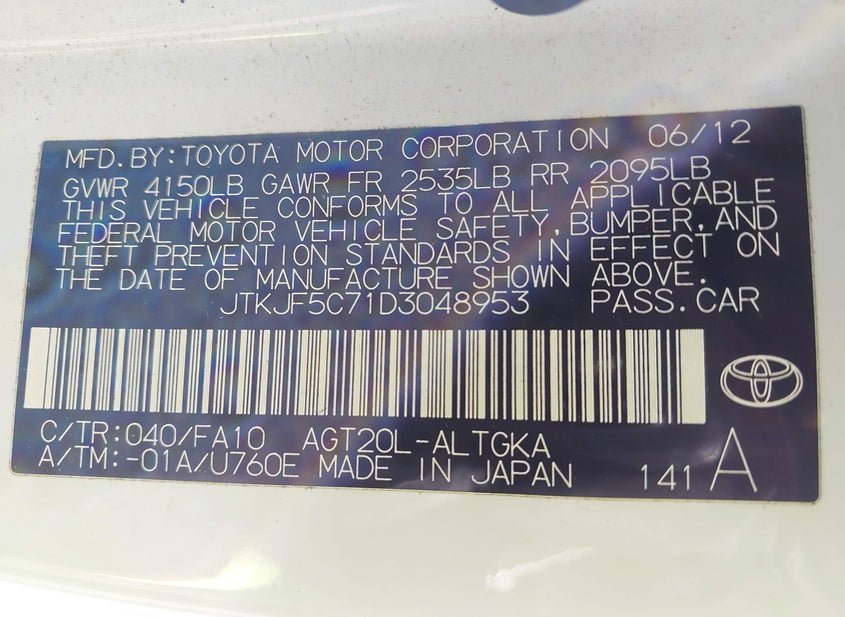 MFD.BY:TOYOTA MOTOR CORPORATION 06/12
GVWR 4150LB GAWR FR 2535LB RR 2095LB
THIS VEHICLE CONFORMS TO ALL APPLICABLE
FEDERAL MOTOR VEHICLE SAFETY,BUMPER,AND
THEFT PREVENTION STANDARDS IN EFFECT ON
THE DATE OF MANUFACTURE SHOWN ABOVE.
JTKJF5C71D3048953 PASS.CAR
C/TR:040/FA10 AGT20L-ALTGKA
A/TM:-01A/U760E MADE IN JAPAN 141 A